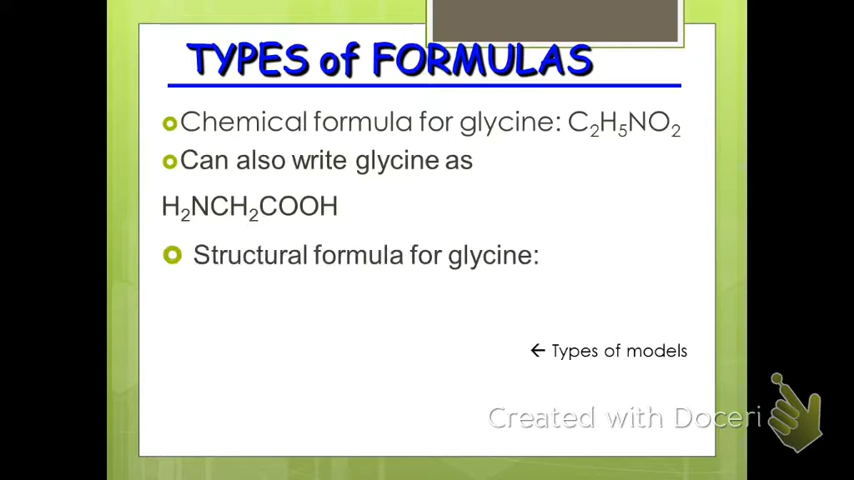 TYPES of FORMULAS
Chemical formula for glycine: C₂H₅NO₂
Can also write glycine as
H₂NCH₂COOH
Structural formula for glycine:
← Types of models
Created with Doceri